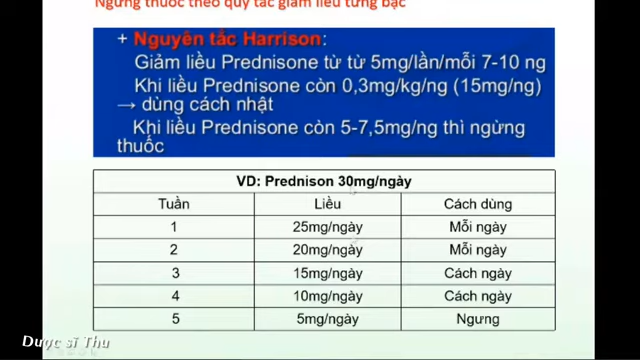 Ngừng thuốc theo quy tắc giảm liều từng bậc
+ Nguyên tắc Harrison:
Giảm liều Prednisone từ từ 5mg/lần/mỗi 7-10 ng
Khi liều Prednisone còn 0,3mg/kg/ng (15mg/ng)
→ dùng cách nhật
Khi liều Prednisone còn 5-7,5mg/ng thì ngừng
thuốc
VD: Prednison 30mg/ngày
Tuần Liều Cách dùng
1 25mg/ngày Mỗi ngày
2 20mg/ngày Mỗi ngày
3 15mg/ngày Cách ngày
4 10mg/ngày Cách ngày
5 5mg/ngày Ngưng
Dược sĩ Thu